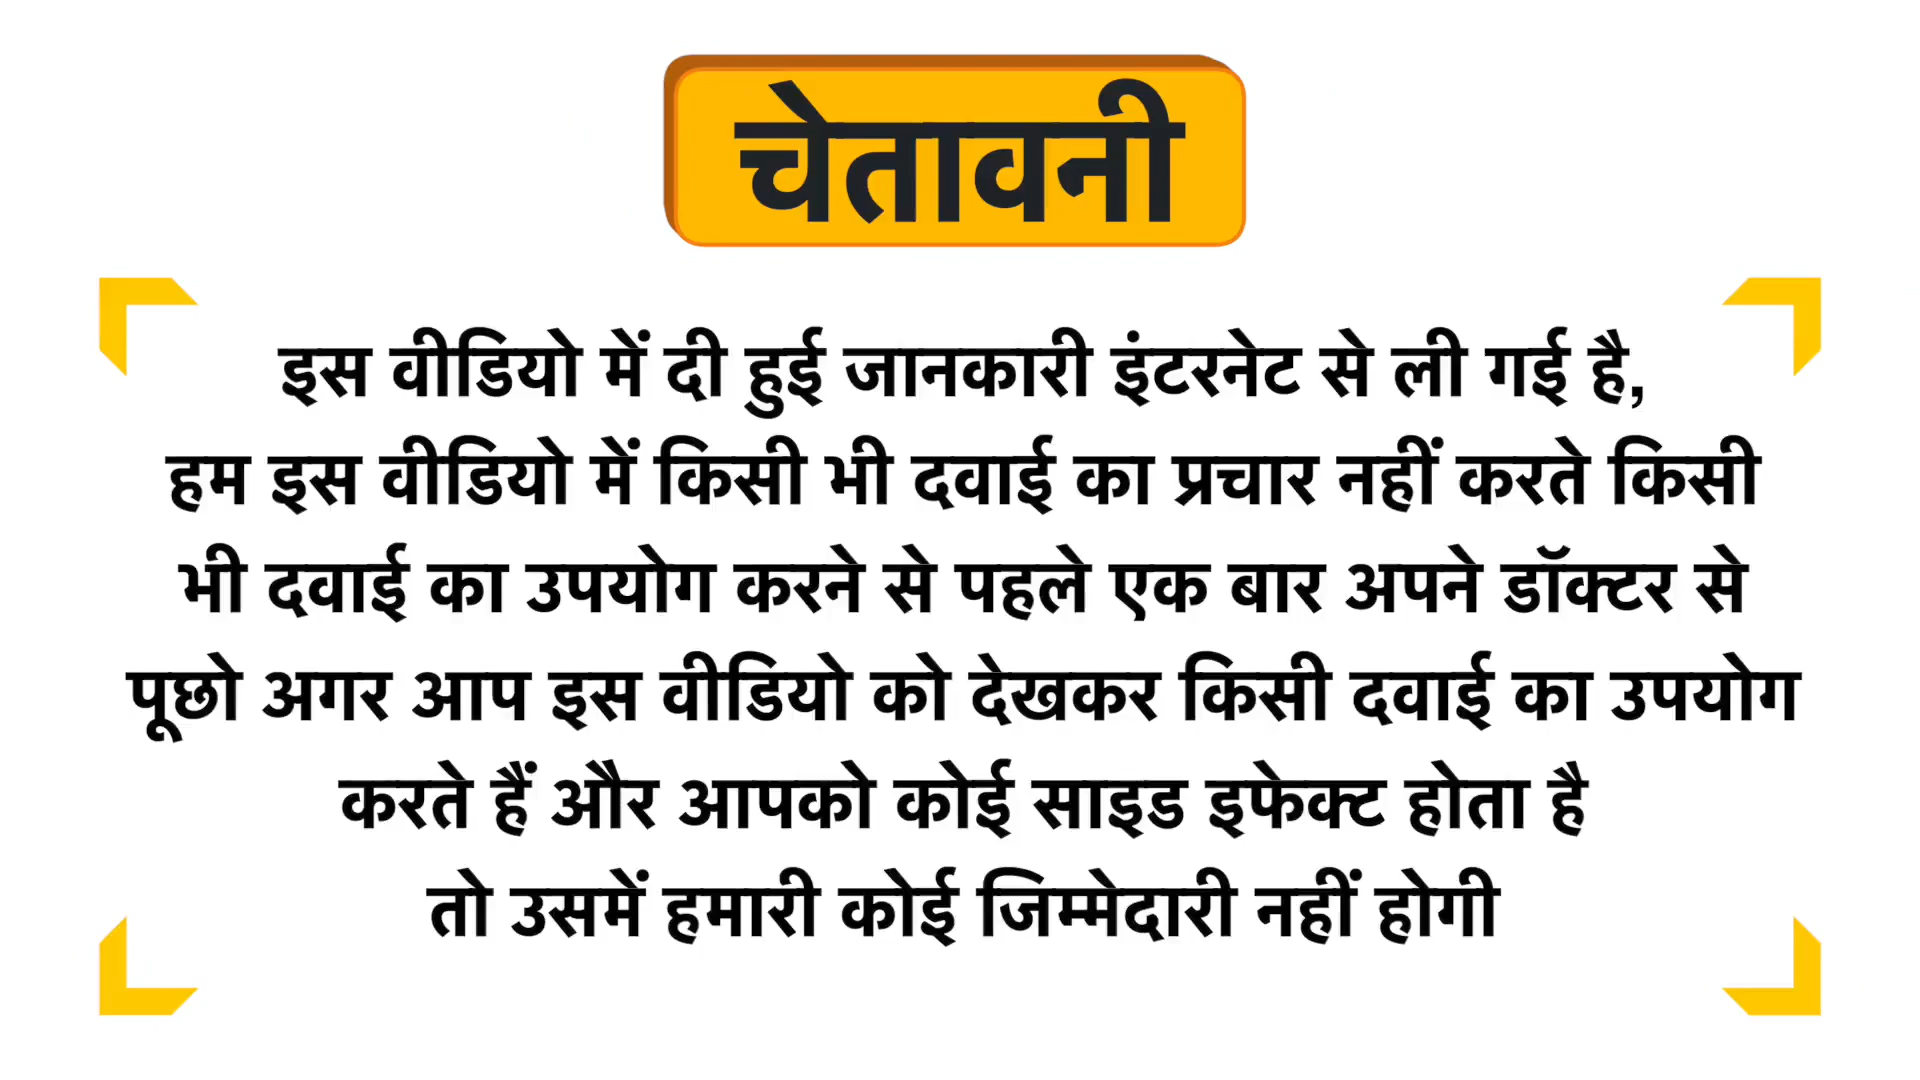 चेतावनी
इस वीडियो में दी हुई जानकारी इंटरनेट से ली गई है,
हम इस वीडियो में किसी भी दवाई का प्रचार नहीं करते किसी
भी दवाई का उपयोग करने से पहले एक बार अपने डॉक्टर से
पूछो अगर आप इस वीडियो को देखकर किसी दवाई का उपयोग
करते हैं और आपको कोई साइड इफेक्ट होता है
तो उसमें हमारी कोई जिम्मेदारी नहीं होगी